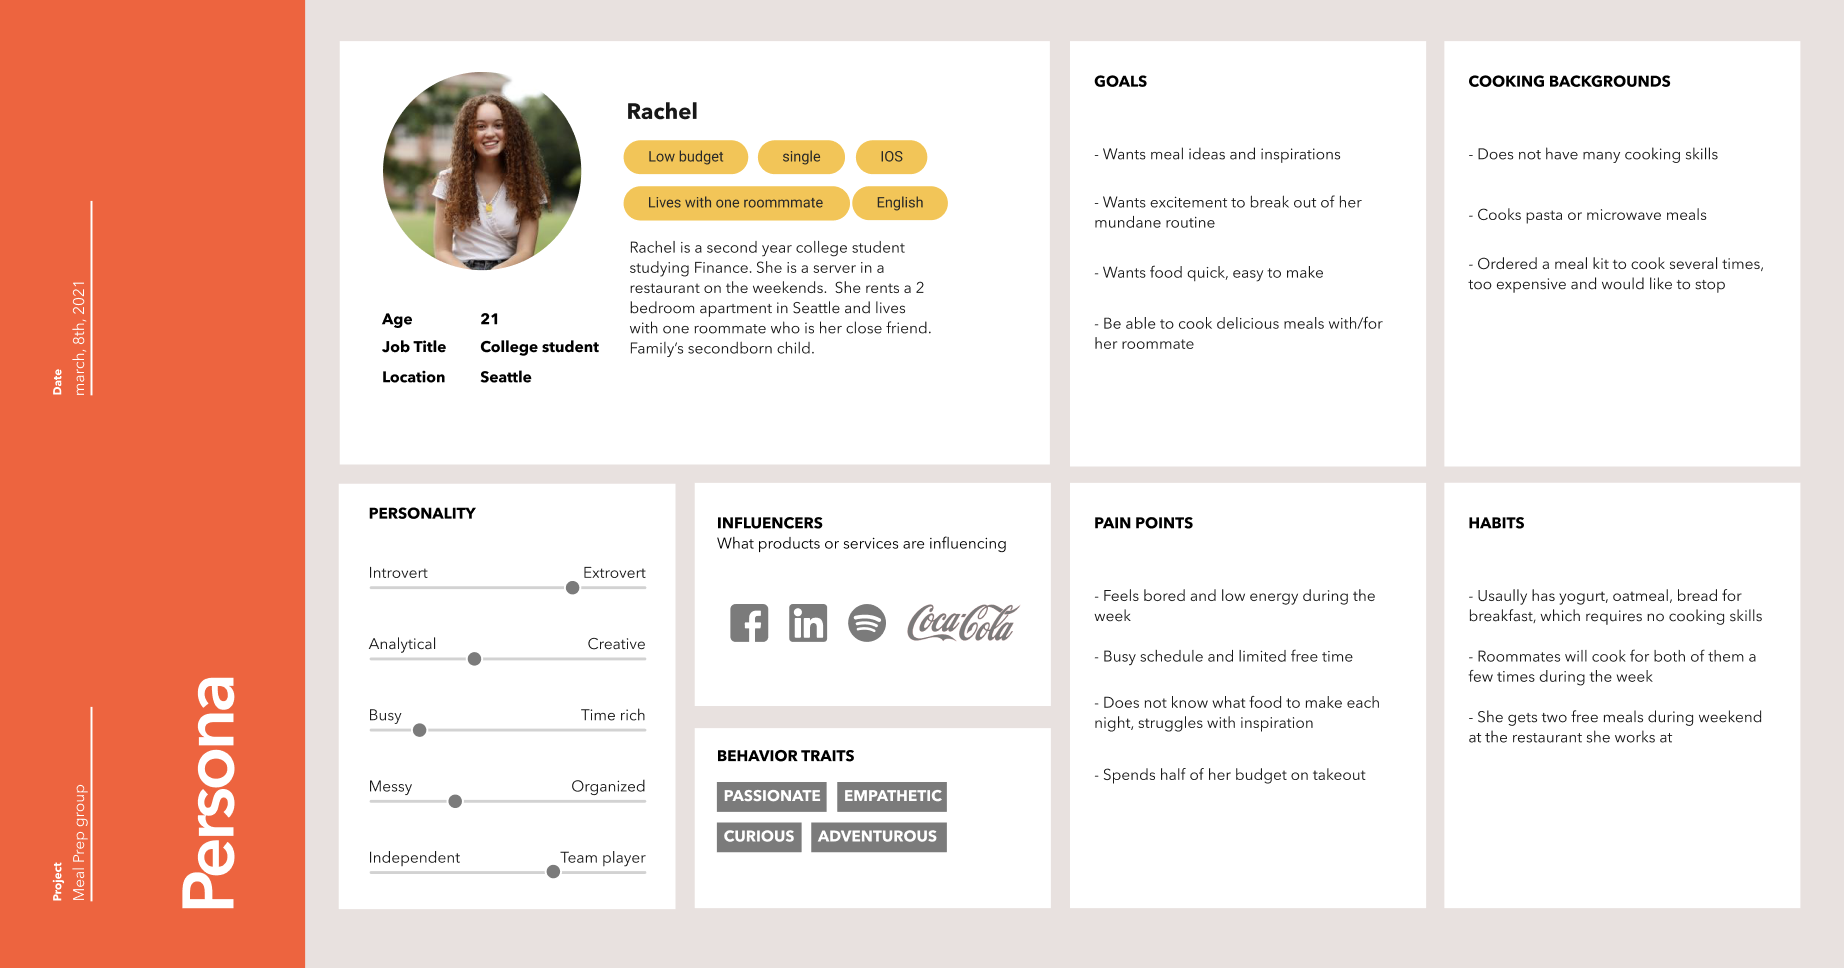 Date
march, 8th, 2021
Project
Meal Prep group
Persona
Rachel
Low budget
single
IOS
Lives with one roommmate
English
Rachel is a second year college student
studying Finance. She is a server in a
restaurant on the weekends.  She rents a 2
bedroom apartment in Seattle and lives
with one roommate who is her close friend.
Family's secondborn child.
Age 21
Job Title College student
Location Seattle
GOALS
- Wants meal ideas and inspirations
- Wants excitement to break out of her
mundane routine
- Wants food quick, easy to make
- Be able to cook delicious meals with/for
her roommate
COOKING BACKGROUNDS
- Does not have many cooking skills
- Cooks pasta or microwave meals
- Ordered a meal kit to cook several times,
too expensive and would like to stop
PERSONALITY
Introvert Extrovert
Analytical Creative
Busy Time rich
Messy Organized
Independent Team player
INFLUENCERS
What products or services are influencing
f
in
Coca-Cola
BEHAVIOR TRAITS
PASSIONATE EMPATHETIC
CURIOUS ADVENTUROUS
PAIN POINTS
- Feels bored and low energy during the
week
- Busy schedule and limited free time
- Does not know what food to make each
night, struggles with inspiration
- Spends half of her budget on takeout
HABITS
- Usaully has yogurt, oatmeal, bread for
breakfast, which requires no cooking skills
- Roommates will cook for both of them a
few times during the week
- She gets two free meals during weekend
at the restaurant she works at